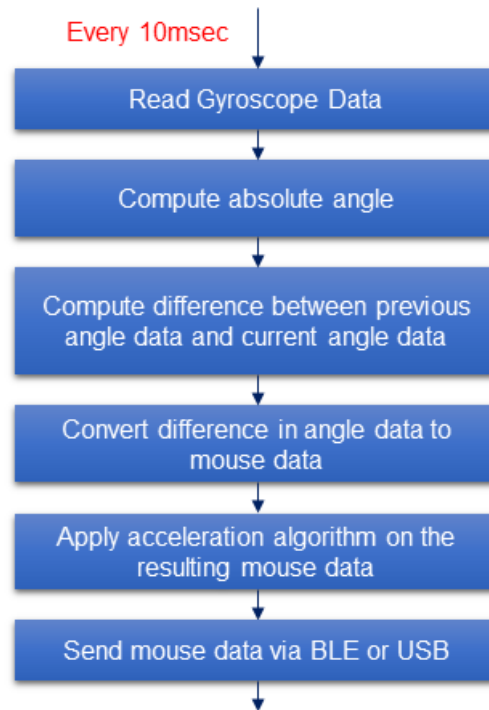 Every 10msec
Read Gyroscope Data
Compute absolute angle
Compute difference between previous
angle data and current angle data
Convert difference in angle data to
mouse data
Apply acceleration algorithm on the
resulting mouse data
Send mouse data via BLE or USB